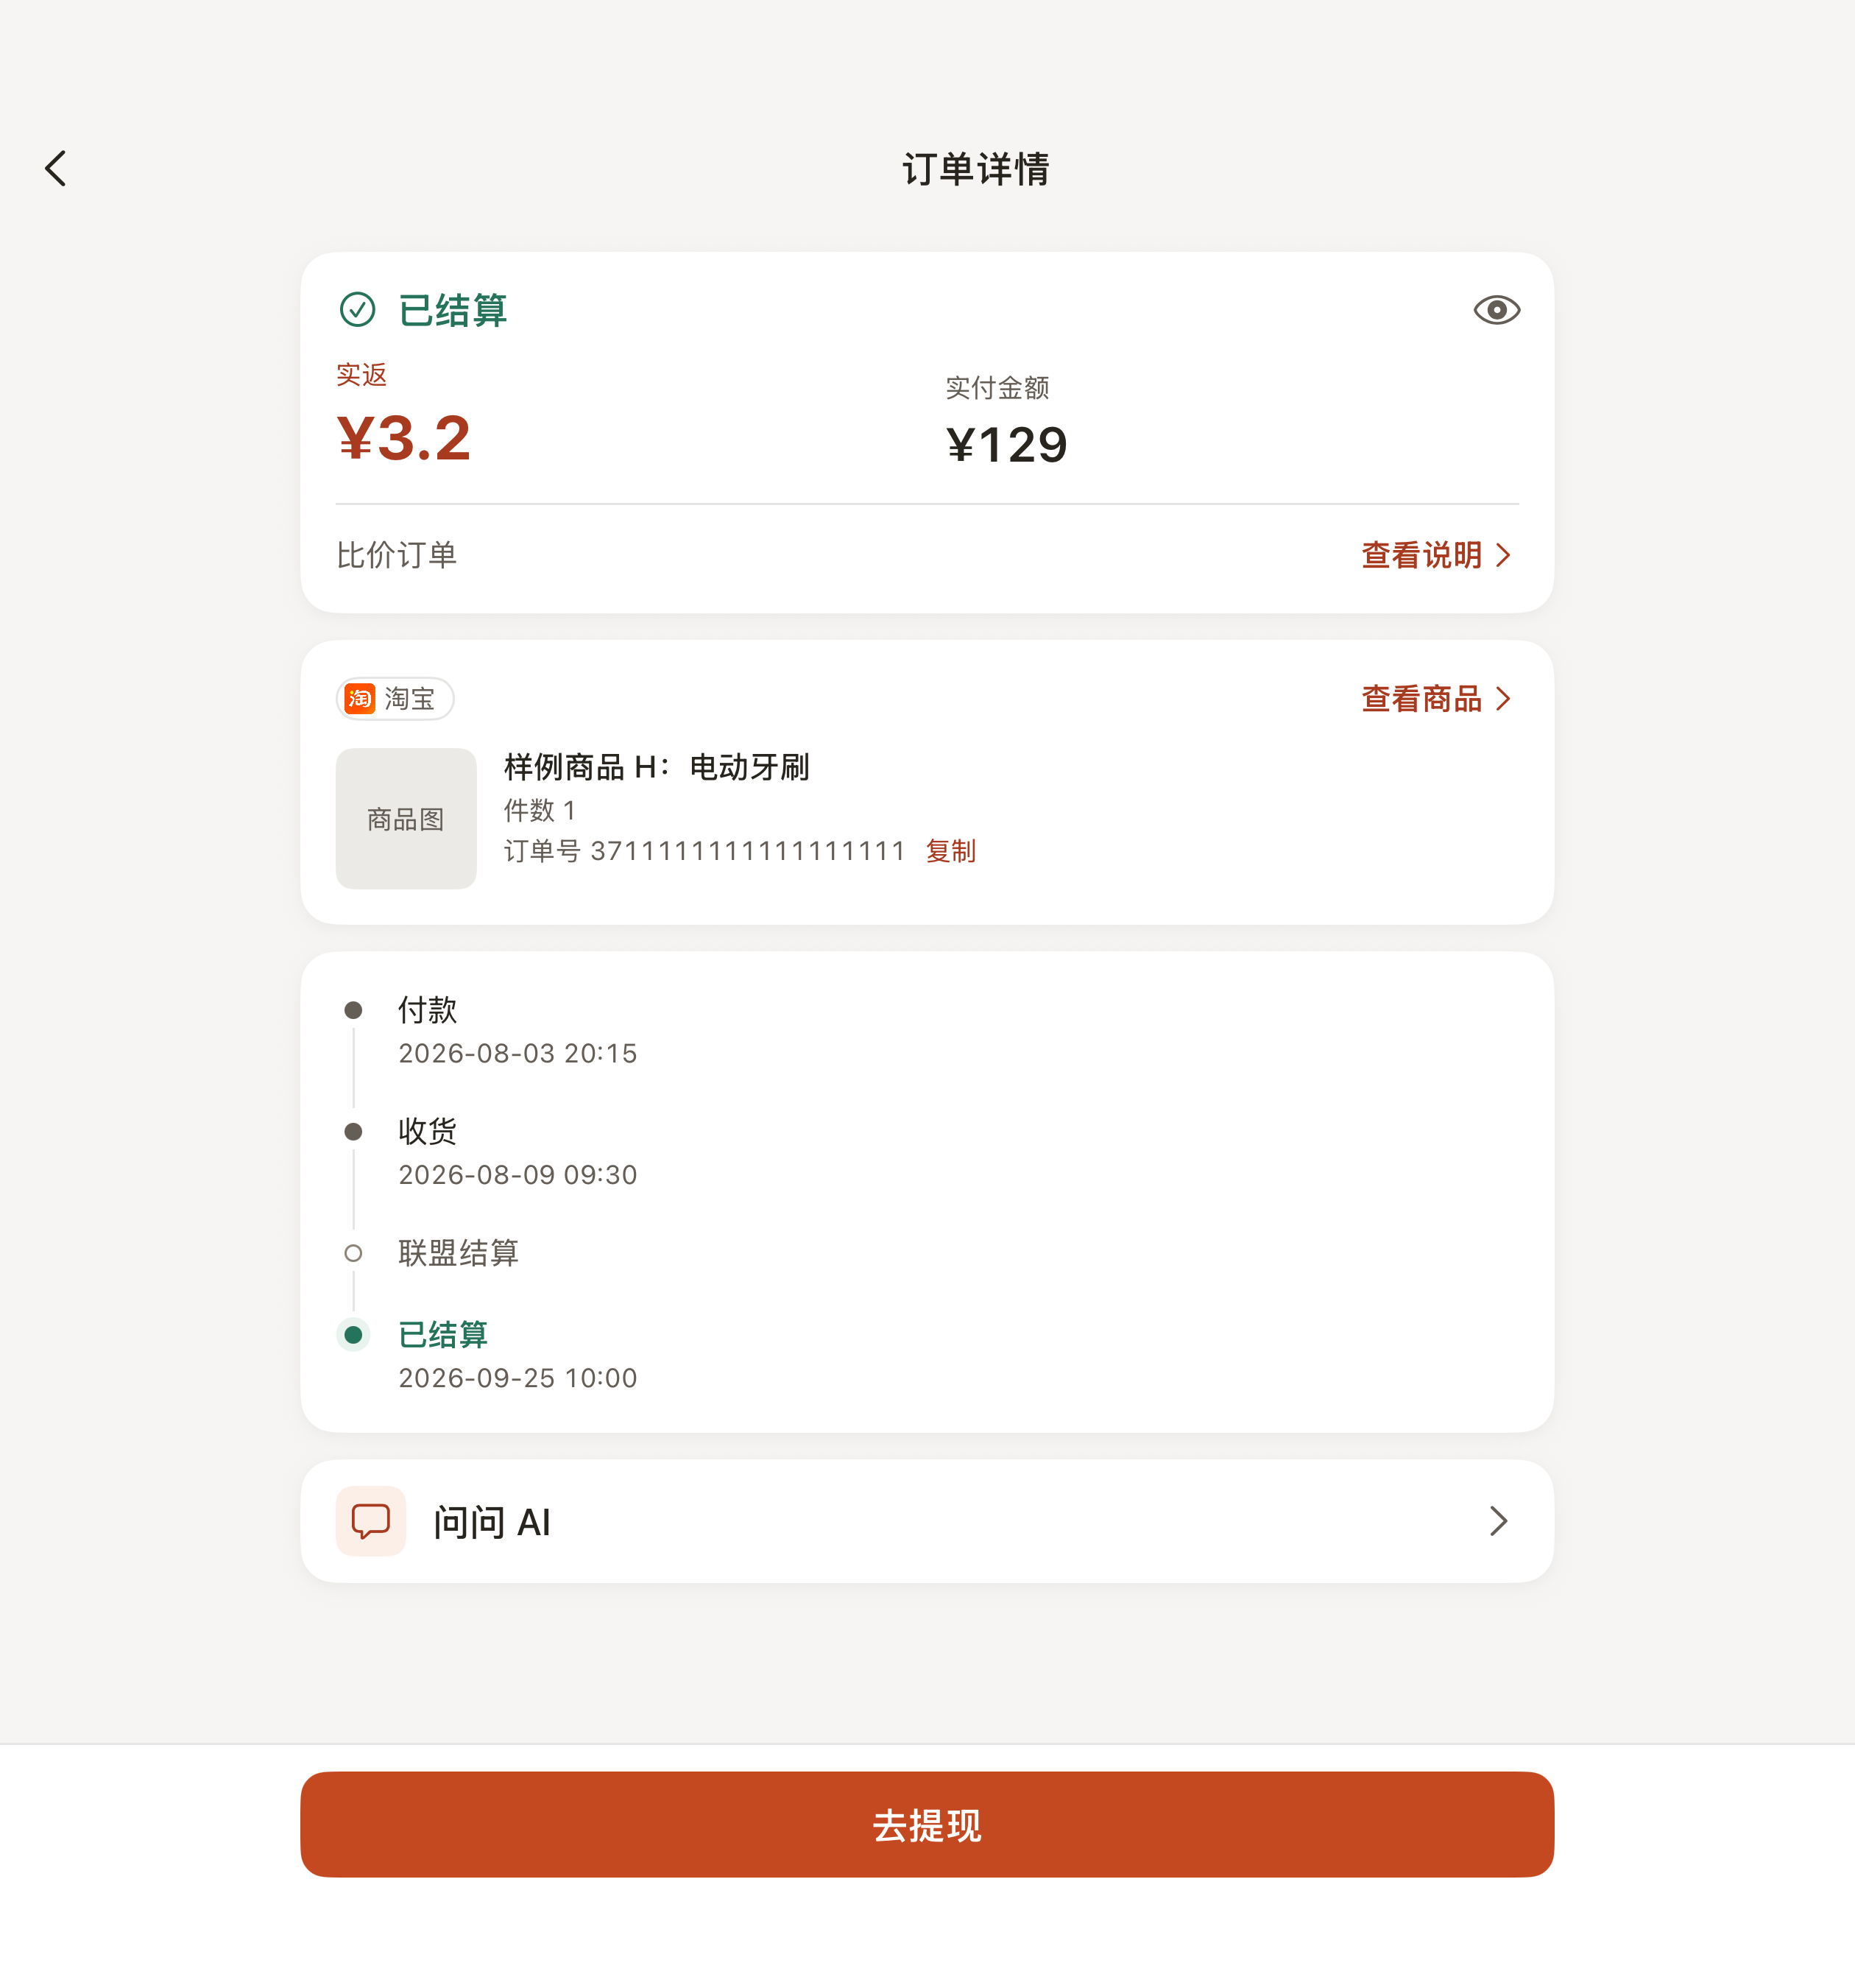 订单详情
已结算
实返
实付金额
¥3.2
¥129
比价订单
查看说明
淘 淘宝
查看商品
商品图
样例商品 H：电动牙刷
件数 1
订单号 3711111111111111111 复制
付款
2026-08-03 20:15
收货
2026-08-09 09:30
联盟结算
已结算
2026-09-25 10:00
问问 AI
去提现